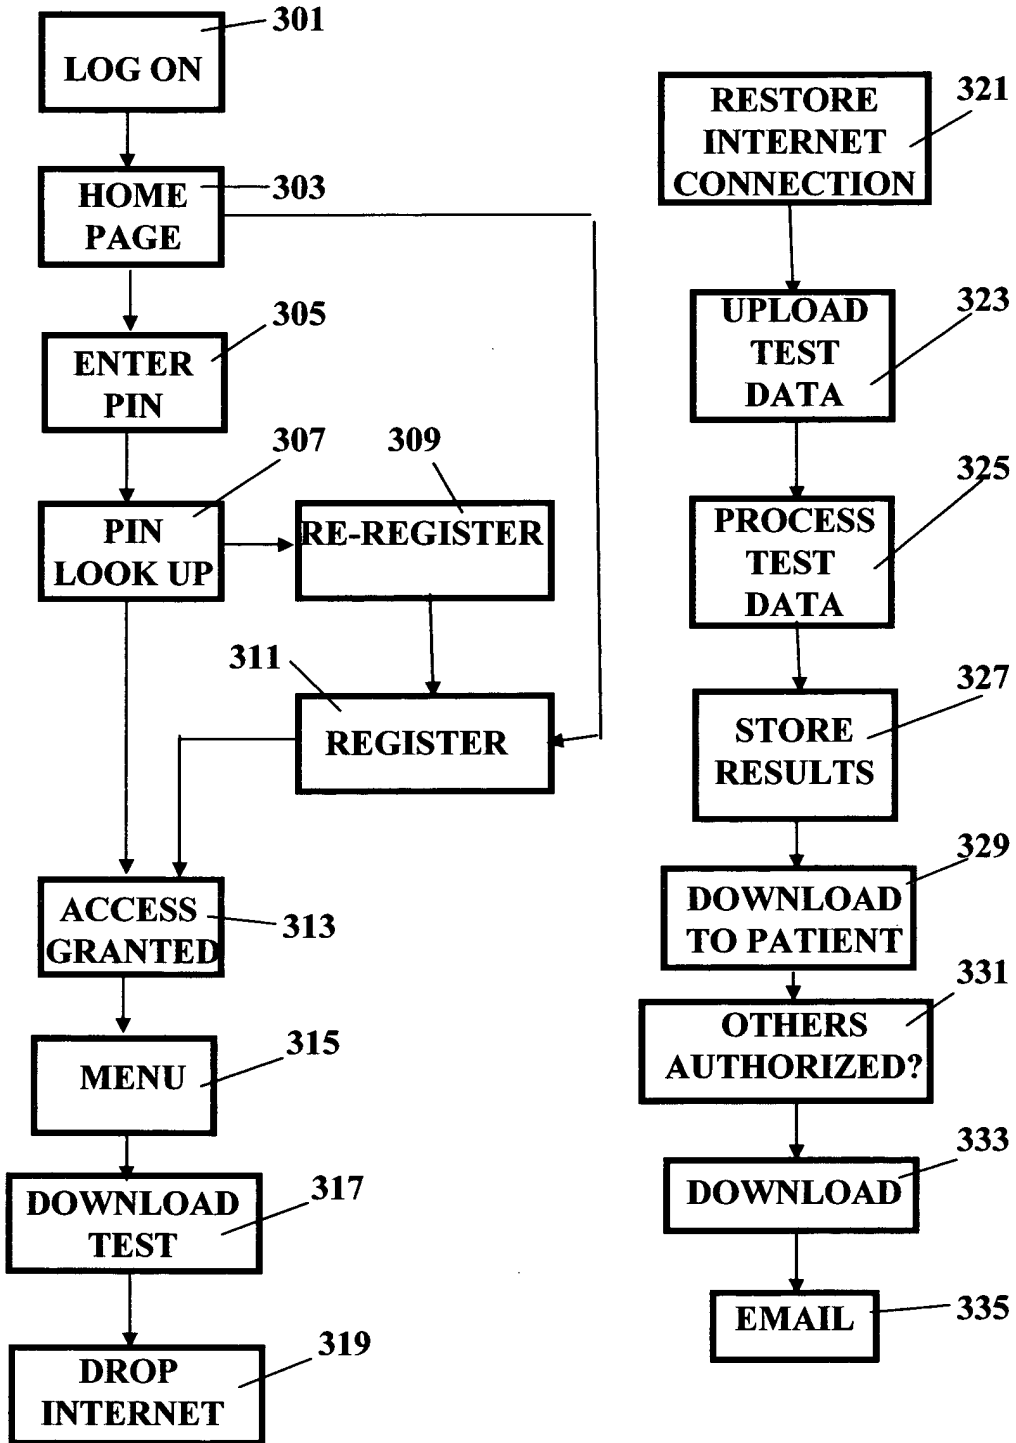 301
LOG ON
303
HOME
PAGE
305
ENTER
PIN
307
PIN
LOOK UP
309
RE-REGISTER
311
REGISTER
ACCESS
GRANTED
313
MENU
315
DOWNLOAD
TEST
317
DROP
INTERNET
319
RESTORE
INTERNET
CONNECTION
321
UPLOAD
TEST
DATA
323
PROCESS
TEST
DATA
325
STORE
RESULTS
327
DOWNLOAD
TO PATIENT
329
OTHERS
AUTHORIZED?
331
DOWNLOAD
333
EMAIL
335